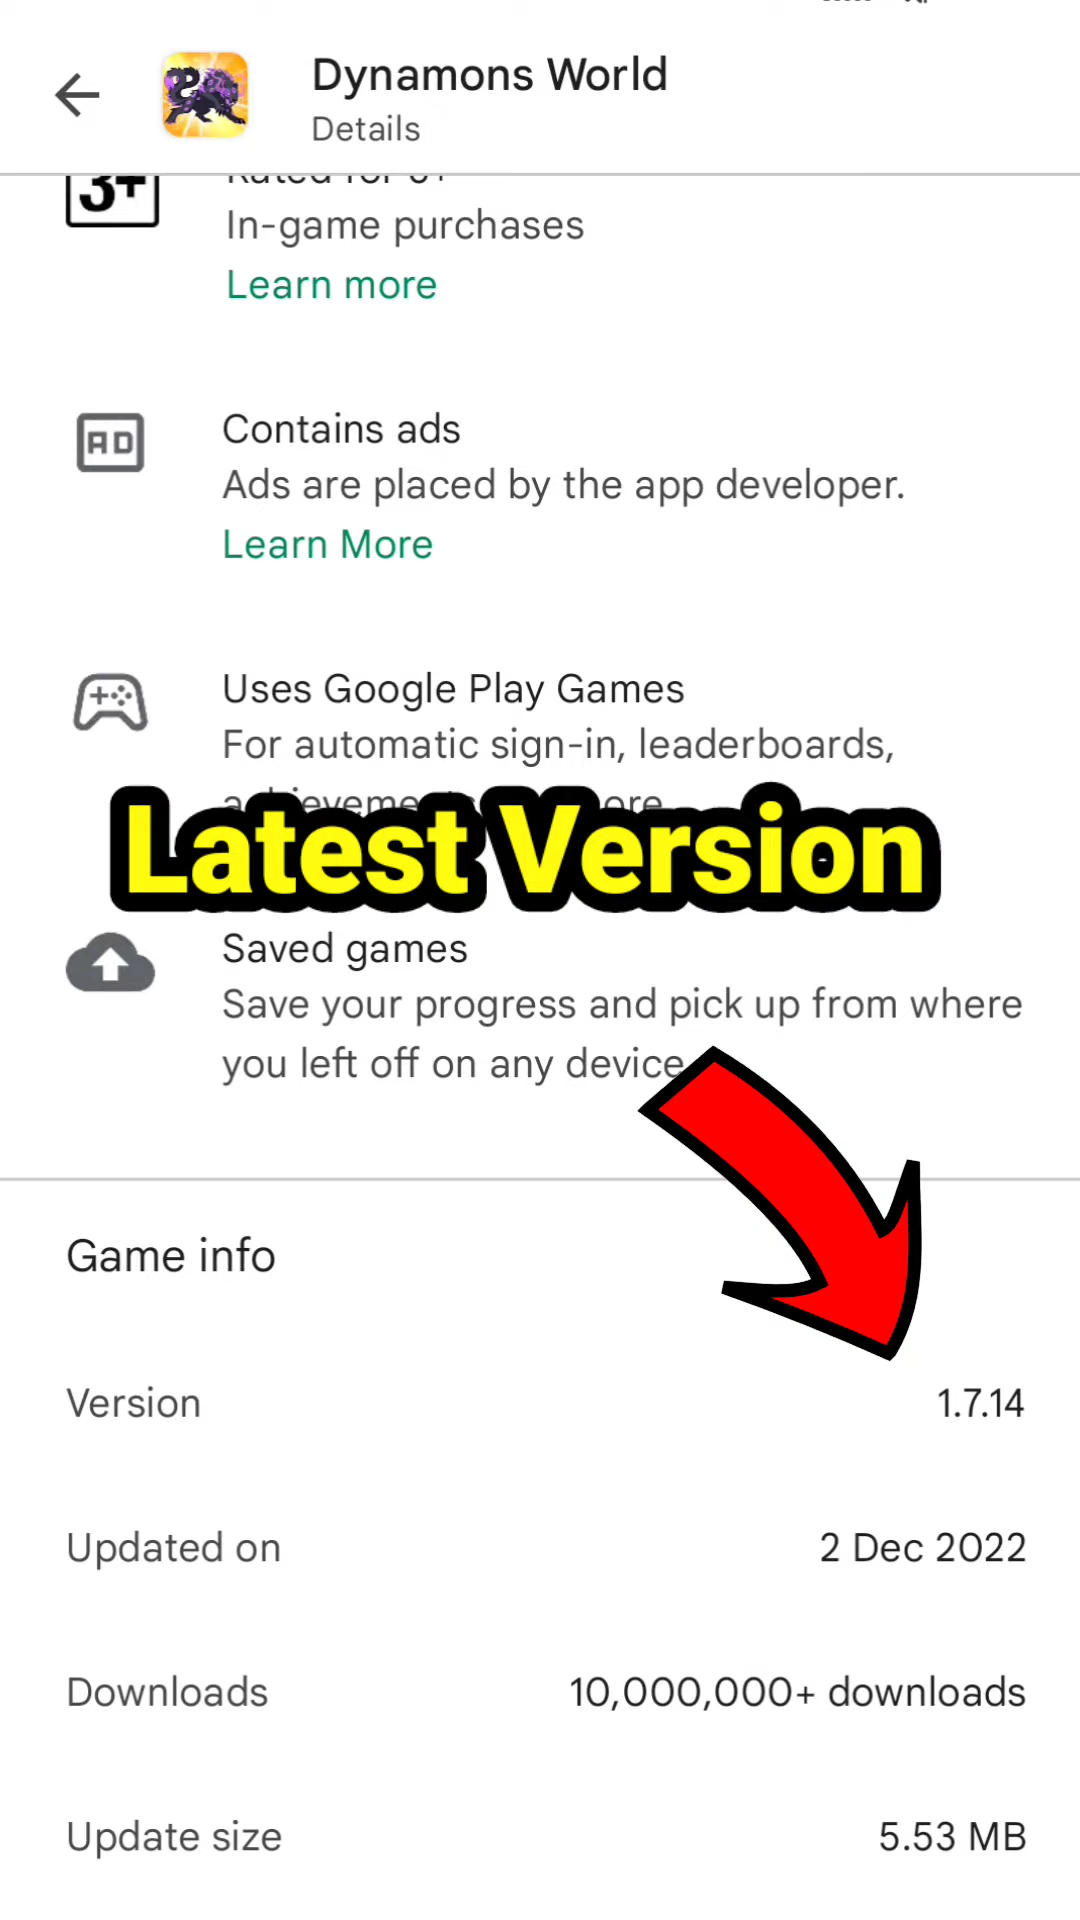 Dynamons World
Details
3+
In-game purchases
Learn more
AD
Contains ads
Ads are placed by the app developer.
Learn More
Uses Google Play Games
For automatic sign-in, leaderboards,
Latest Version
Saved games
Save your progress and pick up from where
you left off on any device
Game info
Version 1.7.14
Updated on 2 Dec 2022
Downloads 10,000,000+ downloads
Update size 5.53 MB